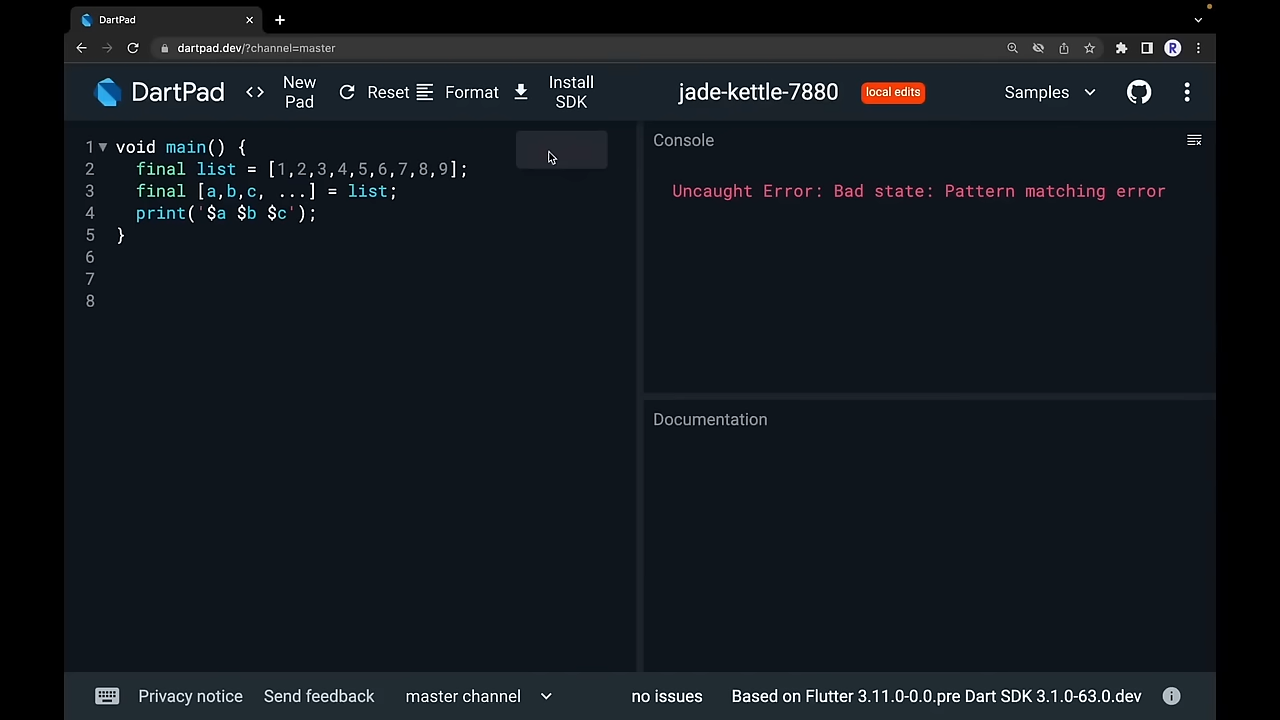 DartPad
dartpad.dev/?channel=master
R
DartPad
<> New Pad
Reset
Format
Install SDK
jade-kettle-7880
local edits
Samples
1 void main() {
2 final list = [1,2,3,4,5,6,7,8,9];
3 final [a,b,c, ...] = list;
4 print('$a $b $c');
5 }
6
7
8
Console
Uncaught Error: Bad state: Pattern matching error
Documentation
Privacy notice
Send feedback
master channel
no issues
Based on Flutter 3.11.0-0.0.pre Dart SDK 3.1.0-63.0.dev